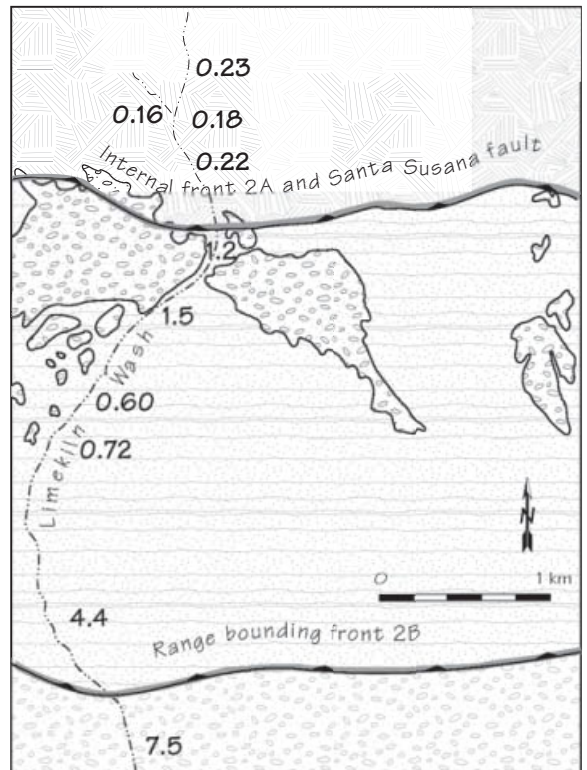 0.23
0.16
0.18
0.22
Internal front 2A and Santa Susana fault
1.2
1.5
Limekiln Wash
0.60
0.72
N
0 1 km
4.4
Range bounding front 2B
7.5